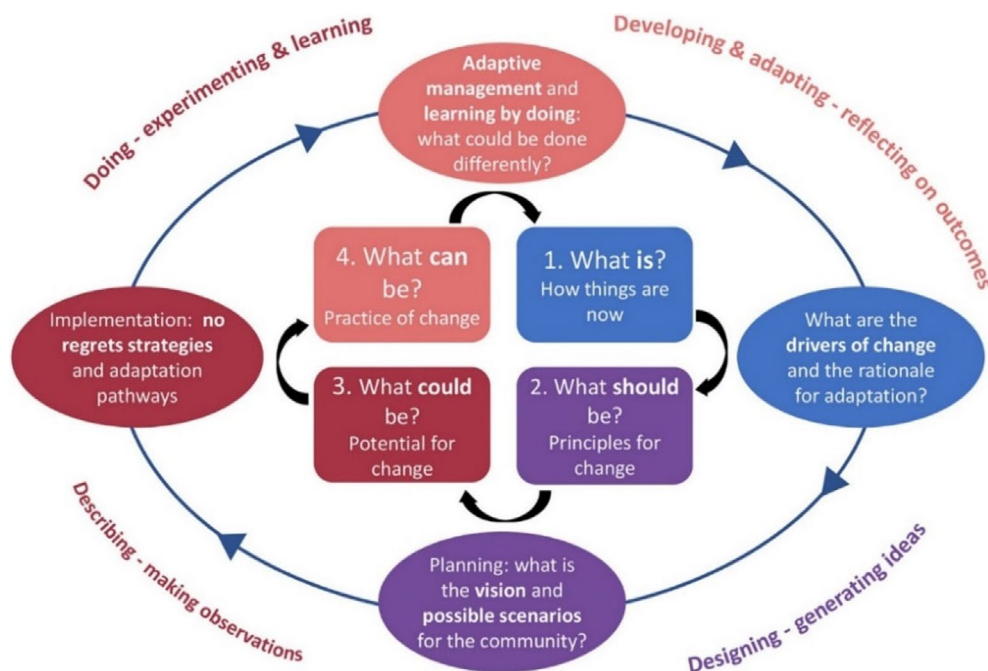 Doing - experimenting & learning
Developing & adapting - reflecting on outcomes
Adaptive
management and
learning by doing:
what could be done
differently?
4. What can
be?
Practice of change
1. What is?
How things are
now
Implementation: no
regrets strategies
and adaptation
pathways
What are the
drivers of change
and the rationale
for adaptation?
3. What could
be?
Potential for
change
2. What should
be?
Principles for
change
Describing - making observations
Planning: what is
the vision and
possible scenarios
for the community?
Designing - generating ideas